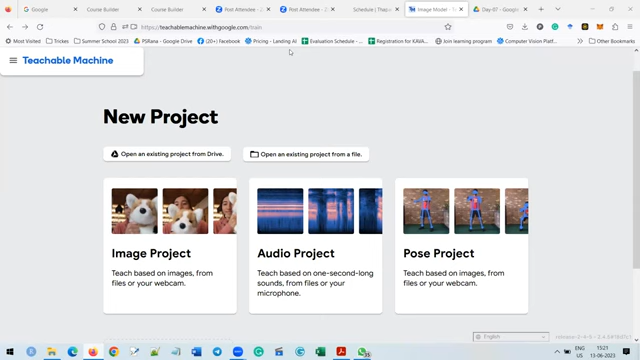 Google
Course Builder
Course Builder
Post Attendee - Z
Post Attendee - Z
Schedule | Thap
Image Model - T
Day 07 - Google
https://teachablemachine.withgoogle.com/train
Most Visited
Tracks
Summer School 2023
PSRana - Google Drive
(20+) Facebook
Pricing - Landing AI
Evaluation Schedule -...
Registration for KAVA...
Join learning program
Computer Vision Platf...
Other Bookmarks
Teachable Machine
New Project
Open an existing project from Drive.
Open an existing project from a file.
Image Project
Teach based on images, from
files or your webcam.
Audio Project
Teach based on one-second-long
sounds, from files or your
microphone.
Pose Project
Teach based on images, from
files or your webcam.
English
ENG
US
15:21
13-06-2023